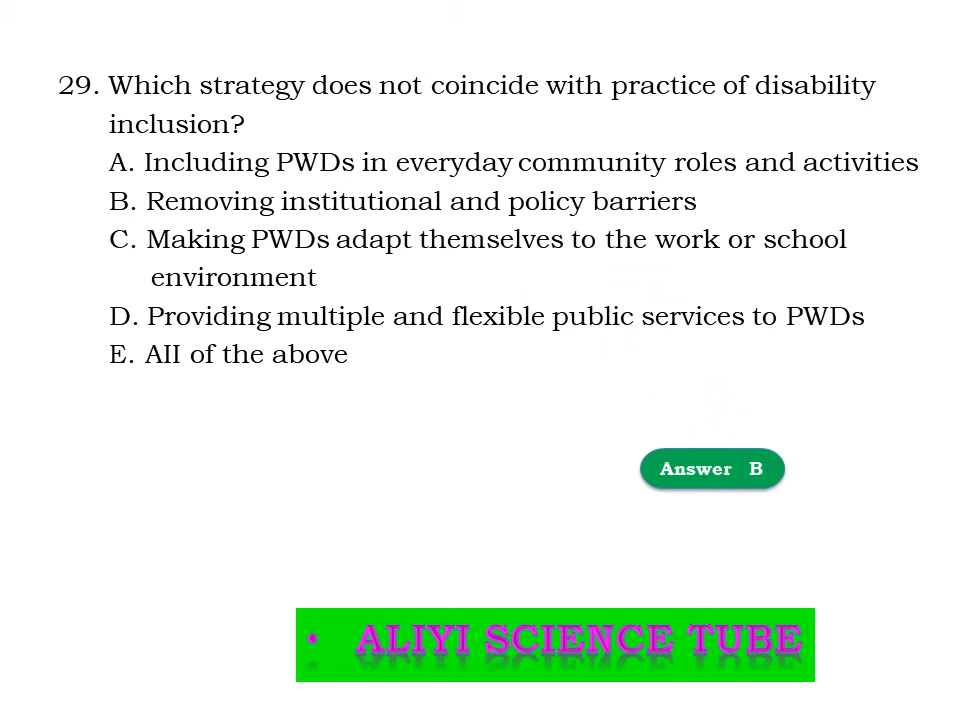 29. Which strategy does not coincide with practice of disability
inclusion?
A. Including PWDs in everyday community roles and activities
B. Removing institutional and policy barriers
C. Making PWDs adapt themselves to the work or school
environment
D. Providing multiple and flexible public services to PWDs
E. AII of the above
Answer B
• ALIYI SCIENCE TUBE